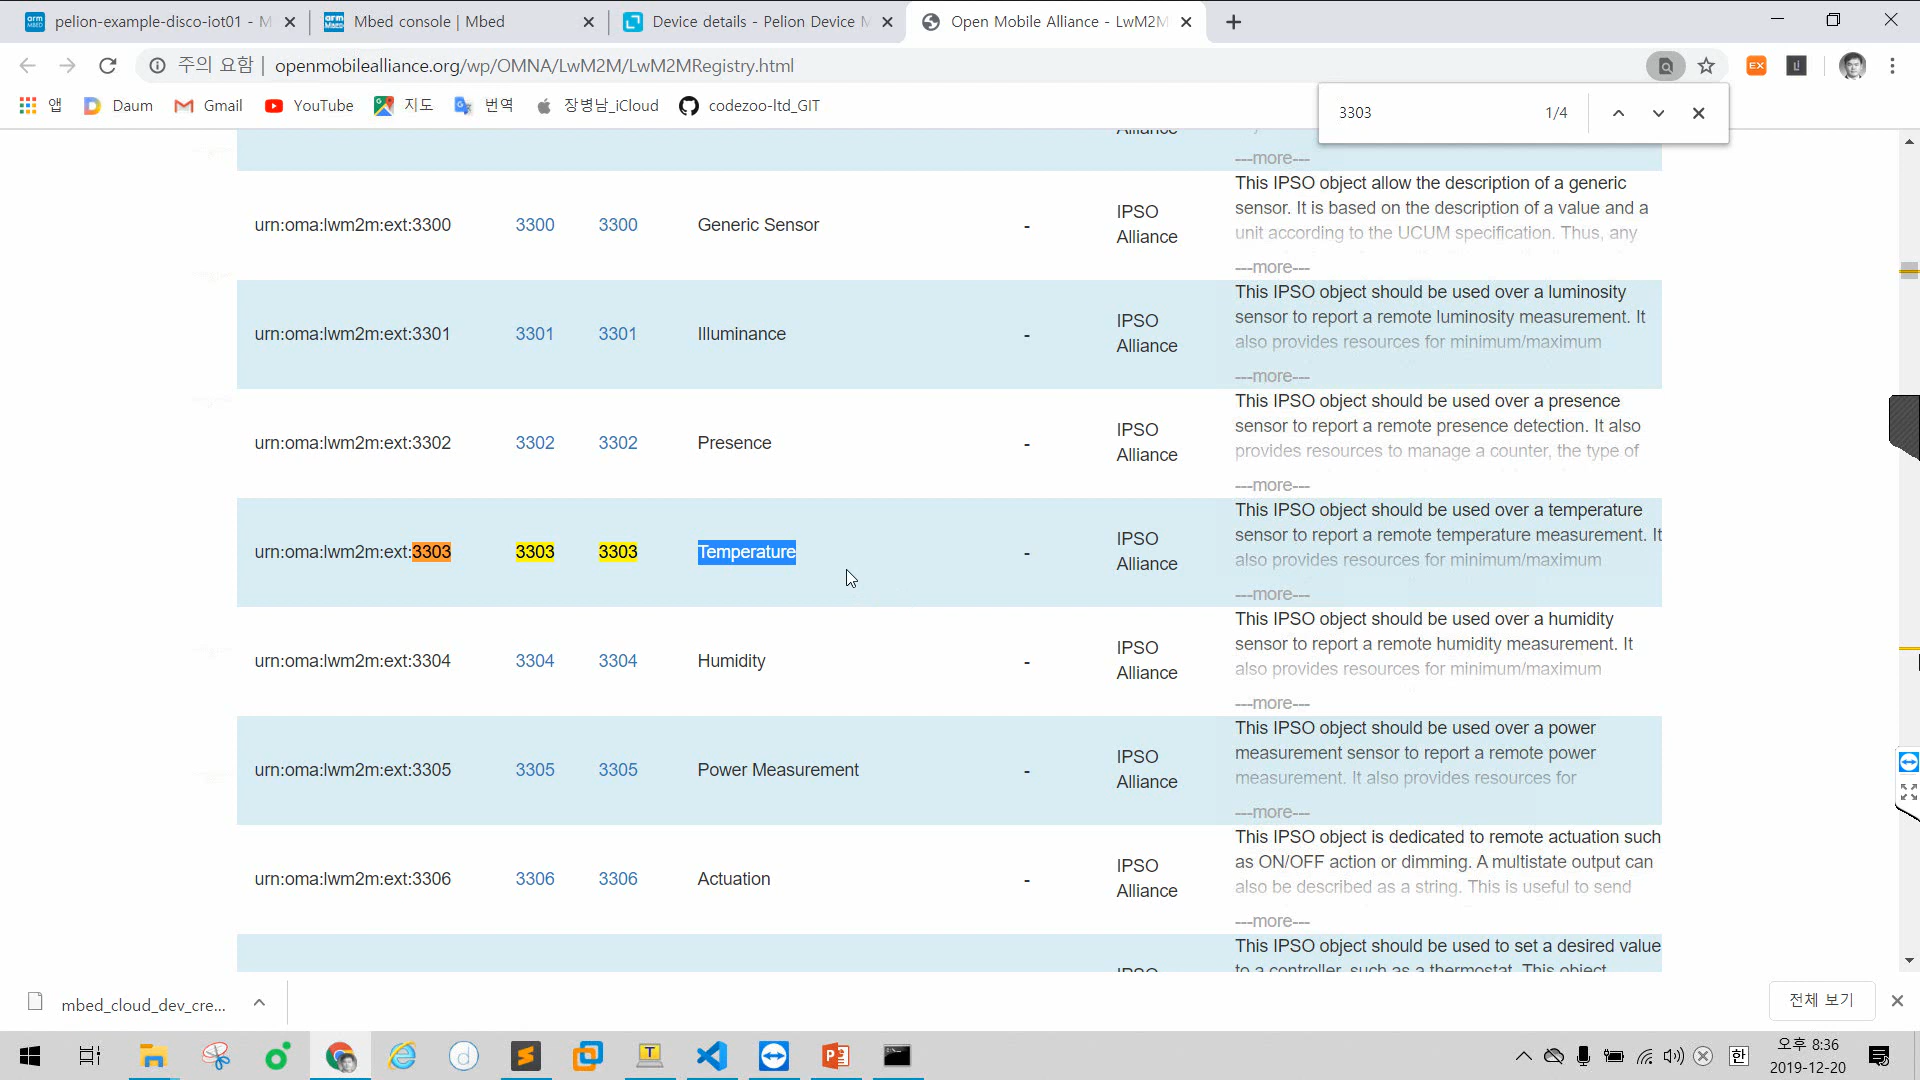 pelion-example-disco-iot01 - M
Mbed console | Mbed
Device details - Pelion Device M
Open Mobile Alliance - LwM2M
주의 요함 | openmobilealliance.org/wp/OMNA/LwM2M/LwM2MRegistry.html
앱 Daum Gmail YouTube 지도 번역 장병남_iCloud codezoo-ltd_GIT
3303 1/4
---more---
urn:oma:lwm2m:ext:3300 3300 3300 Generic Sensor - IPSO Alliance
This IPSO object allow the description of a generic
sensor. It is based on the description of a value and a
unit according to the UCUM specification. Thus, any
---more---
urn:oma:lwm2m:ext:3301 3301 3301 Illuminance - IPSO Alliance
This IPSO object should be used over a luminosity
sensor to report a remote luminosity measurement. It
also provides resources for minimum/maximum
---more---
urn:oma:lwm2m:ext:3302 3302 3302 Presence - IPSO Alliance
This IPSO object should be used over a presence
sensor to report a remote presence detection. It also
provides resources to manage a counter, the type of
---more---
urn:oma:lwm2m:ext:3303 3303 3303 Temperature - IPSO Alliance
This IPSO object should be used over a temperature
sensor to report a remote temperature measurement. It
also provides resources for minimum/maximum
---more---
urn:oma:lwm2m:ext:3304 3304 3304 Humidity - IPSO Alliance
This IPSO object should be used over a humidity
sensor to report a remote humidity measurement. It
also provides resources for minimum/maximum
---more---
urn:oma:lwm2m:ext:3305 3305 3305 Power Measurement - IPSO Alliance
This IPSO object should be used over a power
measurement sensor to report a remote power
measurement. It also provides resources for
---more---
urn:oma:lwm2m:ext:3306 3306 3306 Actuation - IPSO Alliance
This IPSO object is dedicated to remote actuation such
as ON/OFF action or dimming. A multistate output can
also be described as a string. This is useful to send
---more---
This IPSO object should be used to set a desired value
to a controller, such as a thermostat. This object
mbed_cloud_dev_cre...
전체 보기
한
오후 8:36
2019-12-20